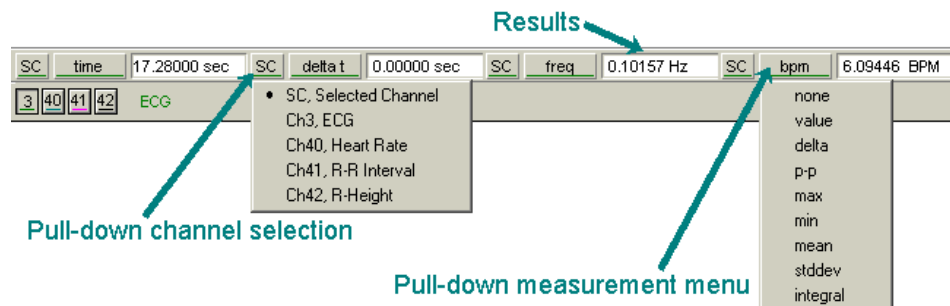 Results
SC time 17.28000 sec SC delta t 0.00000 sec SC freq 0.10157 Hz SC bpm 6.09446 BPM
3 40 41 42 ECG
• SC, Selected Channel
Ch3, ECG
Ch40, Heart Rate
Ch41, R-R Interval
Ch42, R-Height
none
value
delta
p-p
max
min
mean
stddev
integral
Pull-down channel selection
Pull-down measurement menu